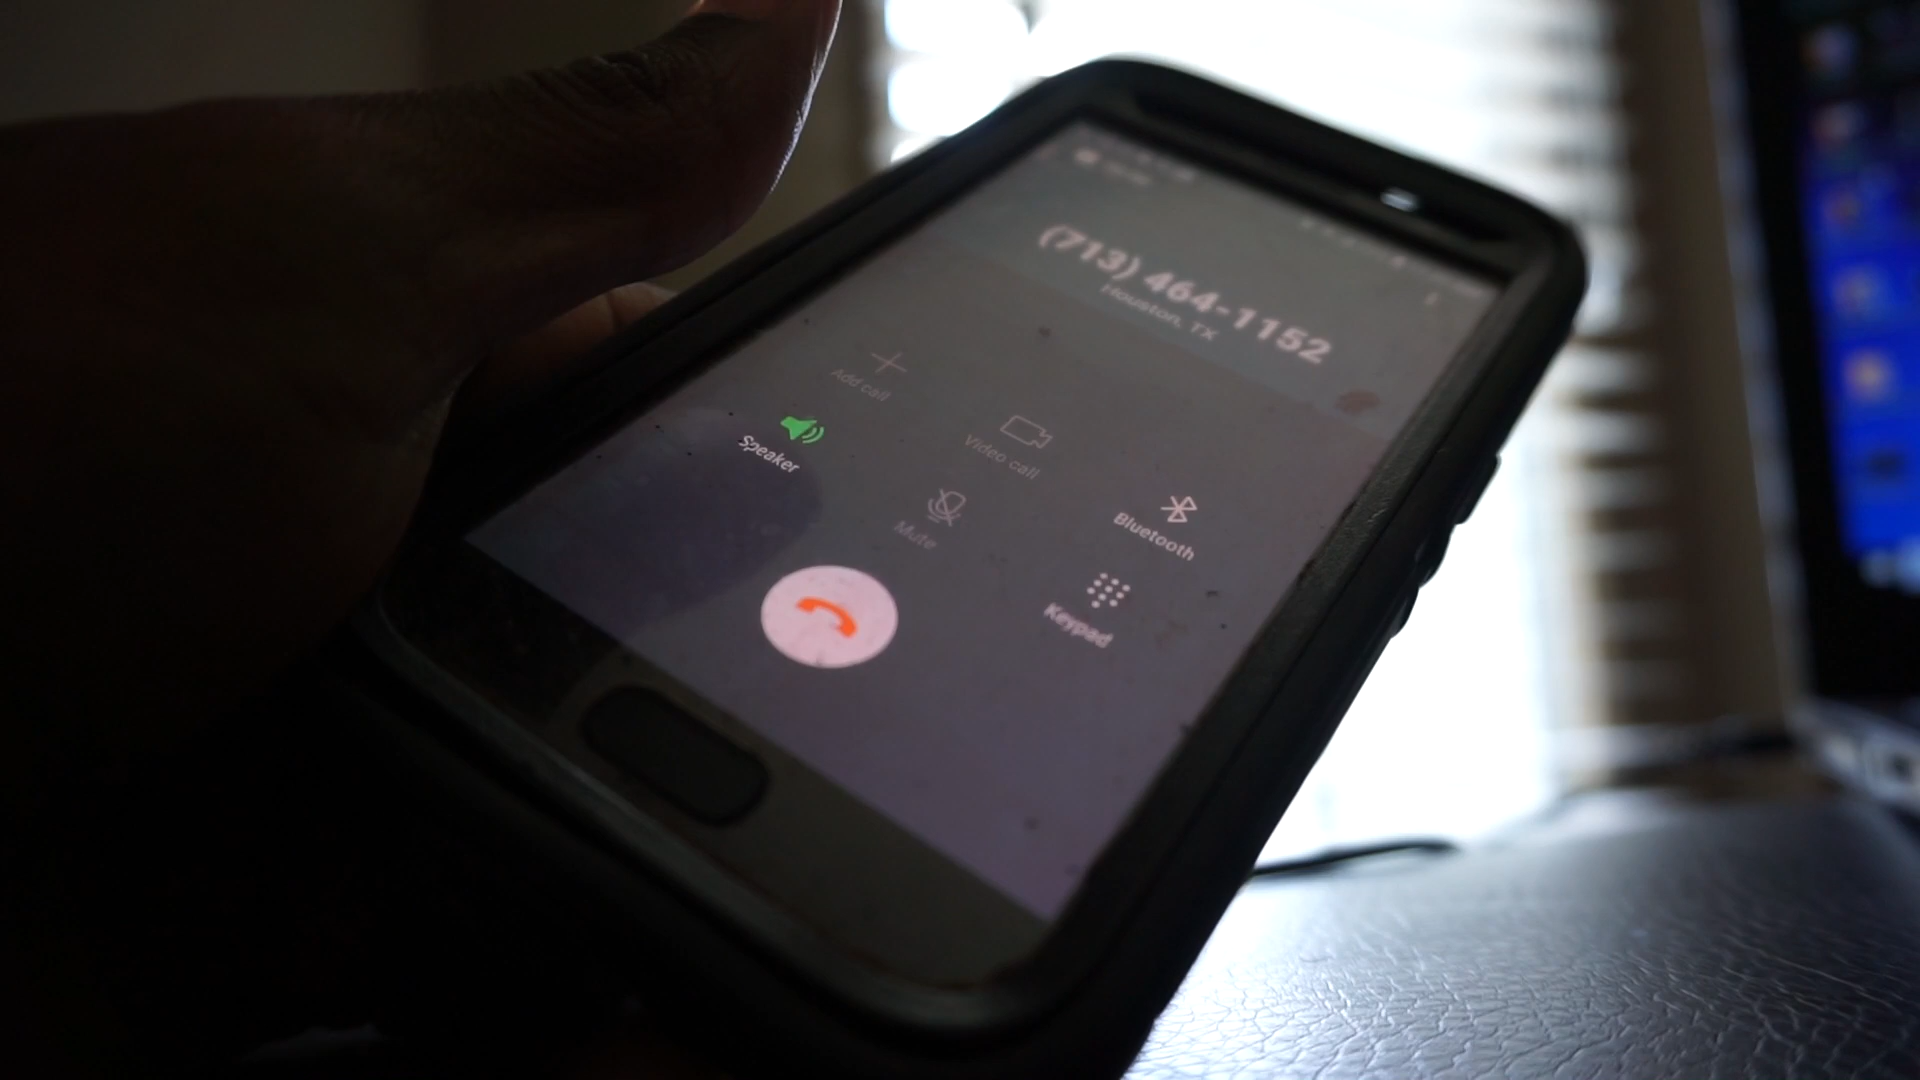 (713) 464-1152
Houston, TX
Add call
Video call
Bluetooth
Speaker
Mute
Keypad